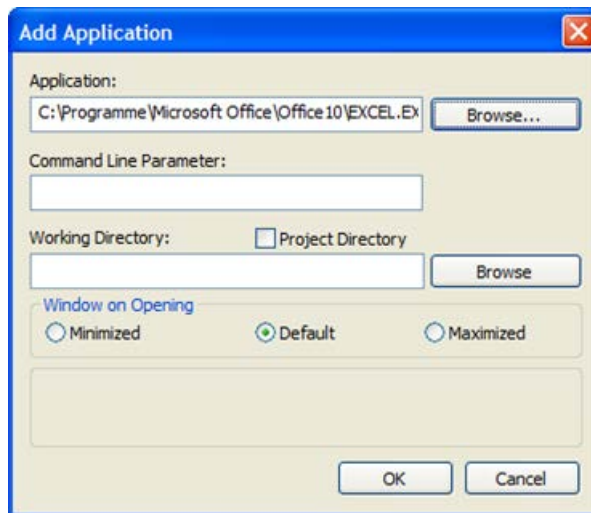 Add Application
Application:
C:\Programme\Microsoft Office\Office10\EXCEL.EX
Browse...
Command Line Parameter:
Working Directory:
Project Directory
Browse
Window on Opening
Minimized
Default
Maximized
OK
Cancel